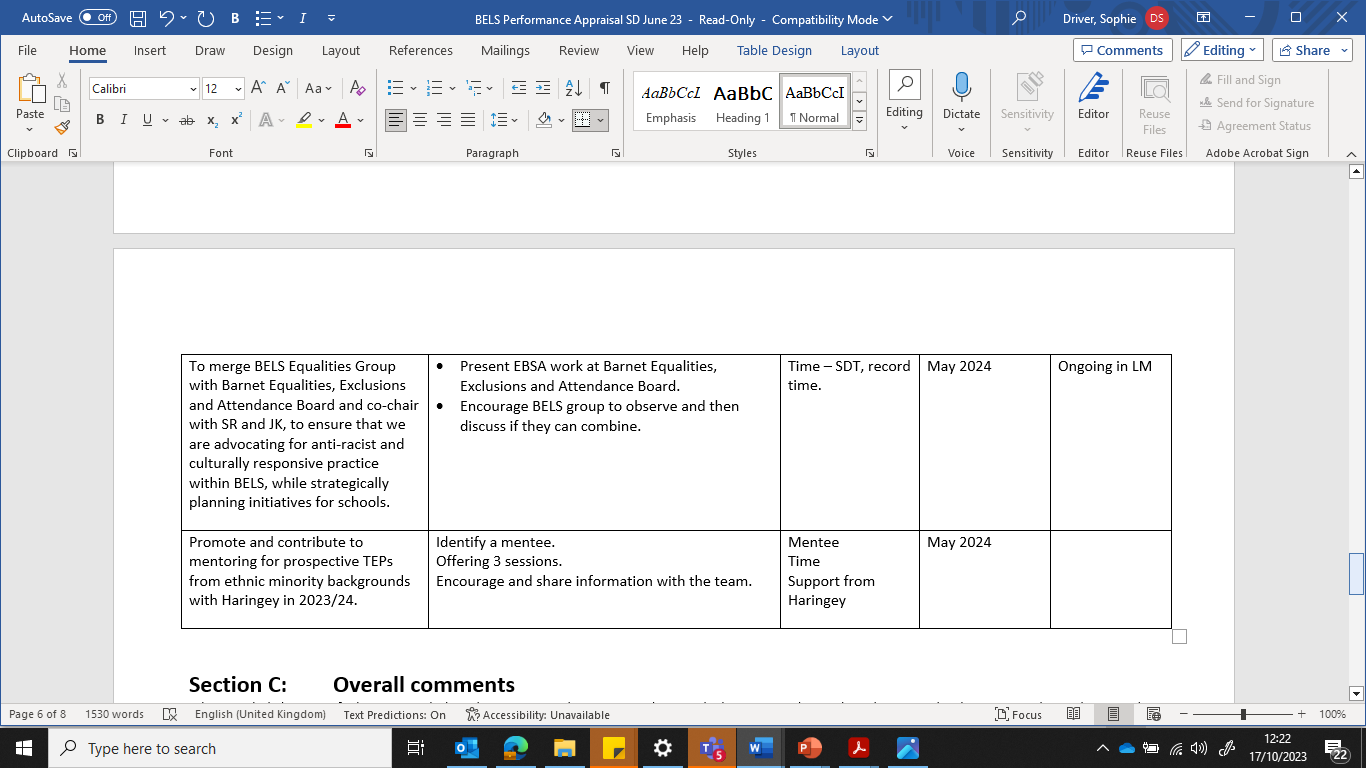 AutoSave Off BELS Performance Appraisal SD June 23 - Read-Only - Compatibility Mode Driver, Sophie DS
File Home Insert Draw Design Layout References Mailings Review View Help Table Design Layout Comments Editing Share
Paste
Calibri 12 Aa
B I U ab x₂ x² A A
AaBbCcI AaBbC AaBbCcI
Emphasis Heading 1 ¶ Normal
Editing
Dictate
Sensitivity
Editor
Reuse
Files
Fill and Sign
Send for Signature
Agreement Status
Clipboard Font Paragraph Styles Voice Sensitivity Editor Reuse Files Adobe Acrobat Sign
To merge BELS Equalities Group
with Barnet Equalities, Exclusions
and Attendance Board and co-chair
with SR and JK, to ensure that we
are advocating for anti-racist and
culturally responsive practice
within BELS, while strategically
planning initiatives for schools.
• Present EBSA work at Barnet Equalities,
Exclusions and Attendance Board.
• Encourage BELS group to observe and then
discuss if they can combine.
Time – SDT, record
time.
May 2024
Ongoing in LM
Promote and contribute to
mentoring for prospective TEPs
from ethnic minority backgrounds
with Haringey in 2023/24.
Identify a mentee.
Offering 3 sessions.
Encourage and share information with the team.
Mentee
Time
Support from
Haringey
May 2024
Section C: Overall comments
Page 6 of 8 1530 words English (United Kingdom) Text Predictions: On Accessibility: Unavailable Focus 100%
Type here to search
5
12:22
17/10/2023
22